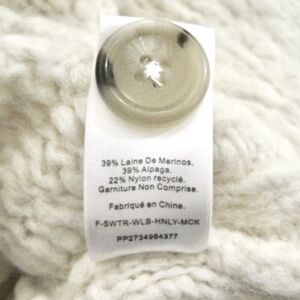 39% Laine De Marinos.
39% Alpaga.
22% Nylon recyclé.
Garniture Non Comprise.
Fabriqué en Chine.
F-SWTR-WLB-HNLY-MCK
PP2734964377